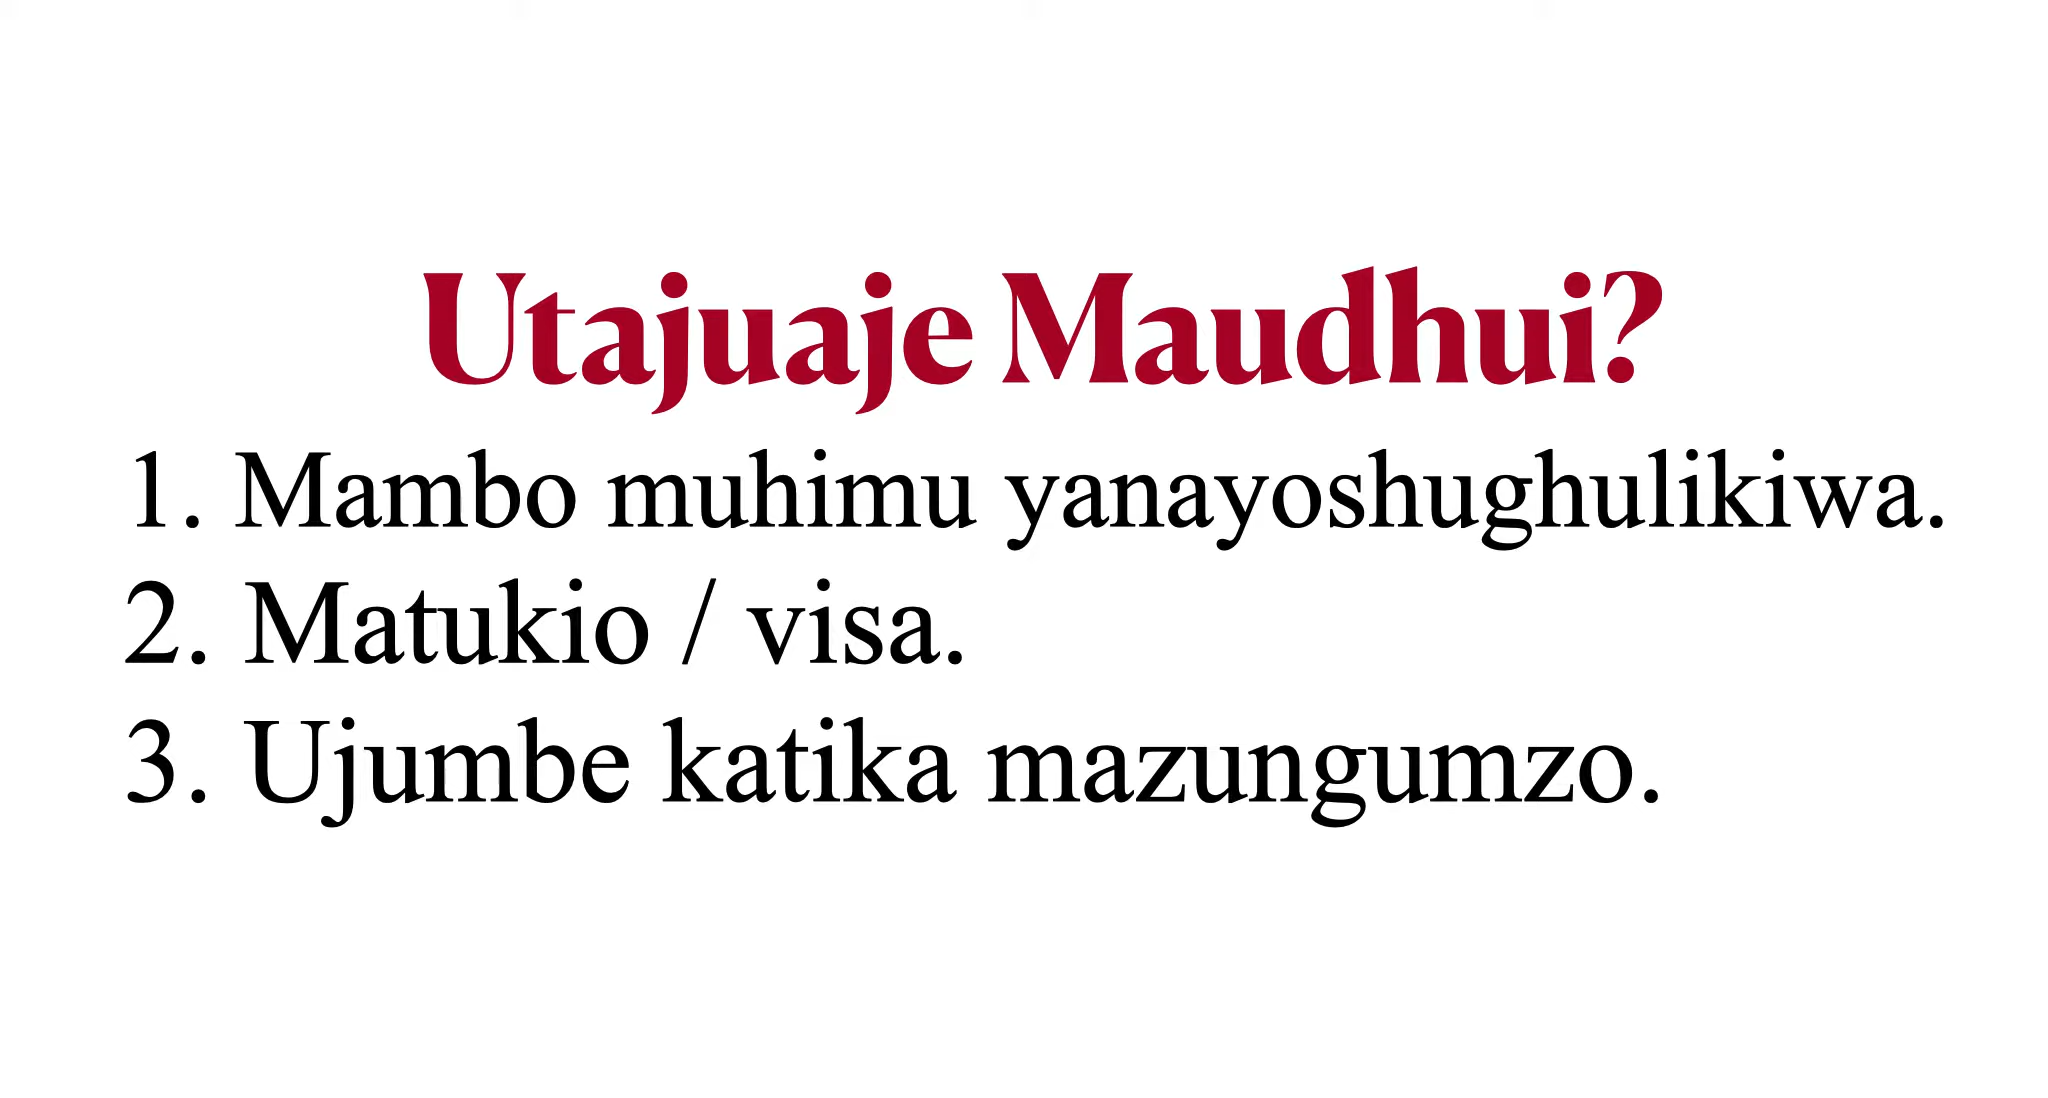 Utajuaje Maudhui?
1. Mambo muhimu yanayoshughulikiwa.
2. Matukio / visa.
3. Ujumbe katika mazungumzo.